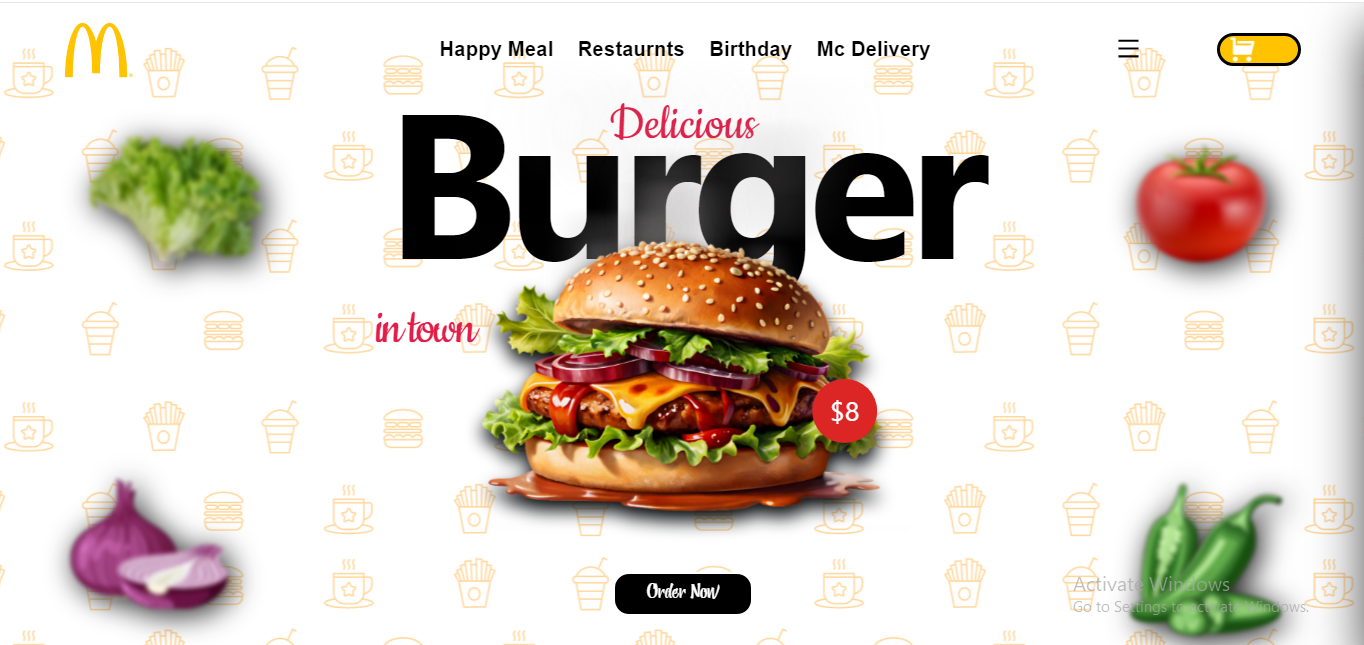 Happy Meal Restaurnts Birthday Mc Delivery
Delicious
Burger
in town
$8
Order Now
Activate Windows
Go to Settings to activate Windows.